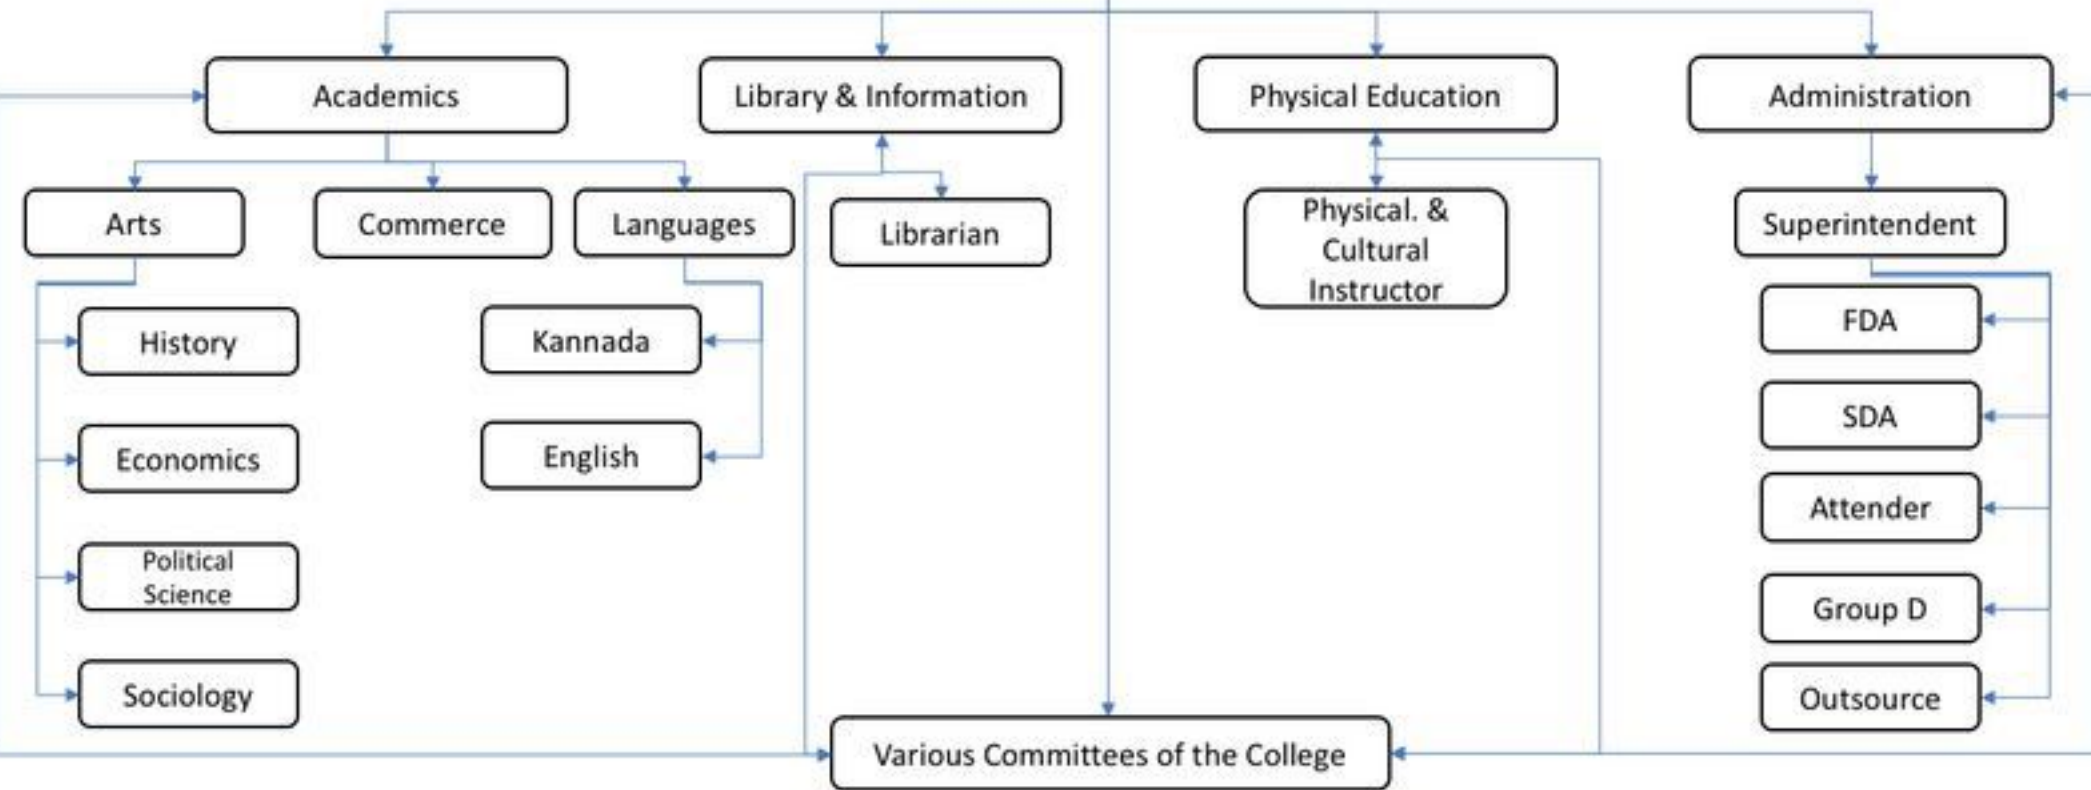 Academics
Library & Information
Physical Education
Administration
Arts
Commerce
Languages
Librarian
Physical. &
Cultural
Instructor
Superintendent
History
Kannada
FDA
Economics
English
SDA
Attender
Political
Science
Group D
Sociology
Outsource
Various Committees of the College